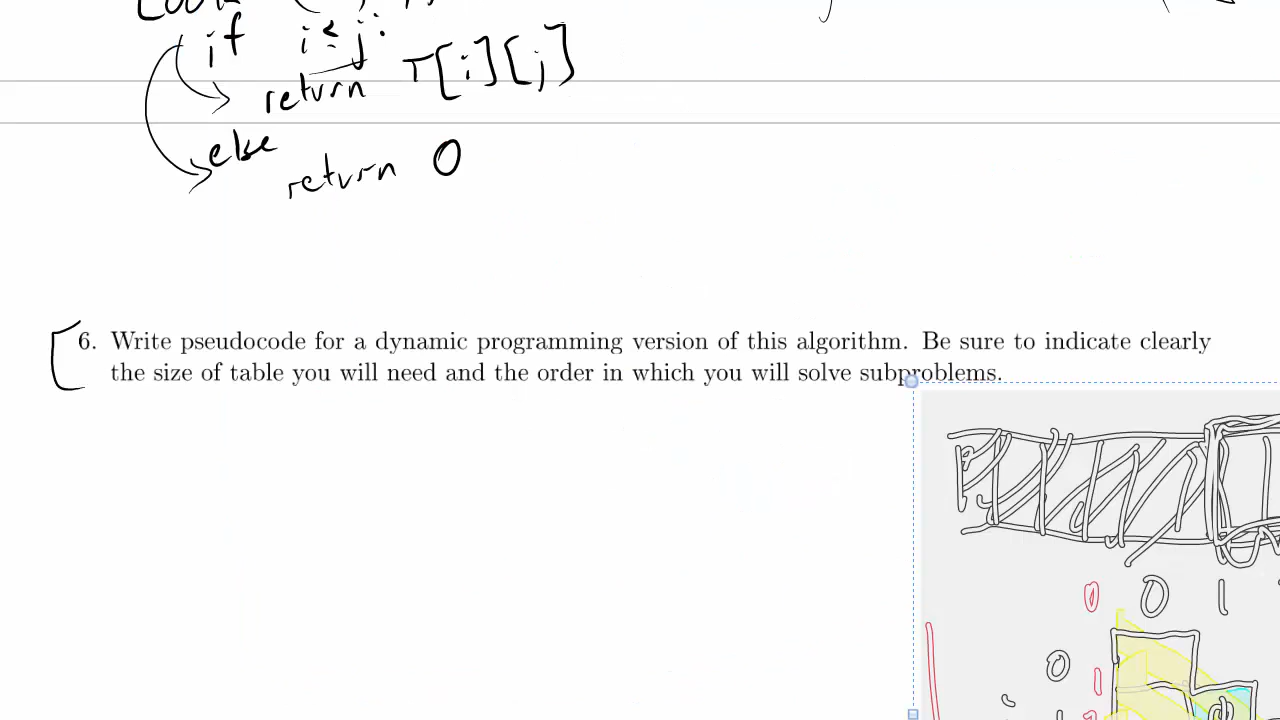 if i ≤ j:
return T[i][j]
else
return 0
6. Write pseudocode for a dynamic programming version of this algorithm. Be sure to indicate clearly
the size of table you will need and the order in which you will solve subproblems.
0 0 1
0 1